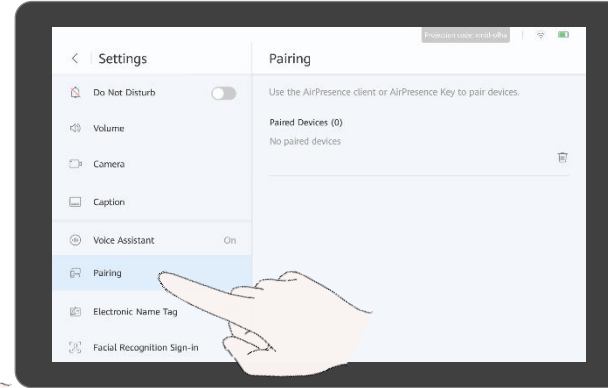 Settings
Pairing
Do Not Disturb
Use the AirPresence client or AirPresence Key to pair devices.
Volume
Paired Devices (0)
No paired devices
Camera
Caption
Voice Assistant On
Pairing
Electronic Name Tag
Facial Recognition Sign-in